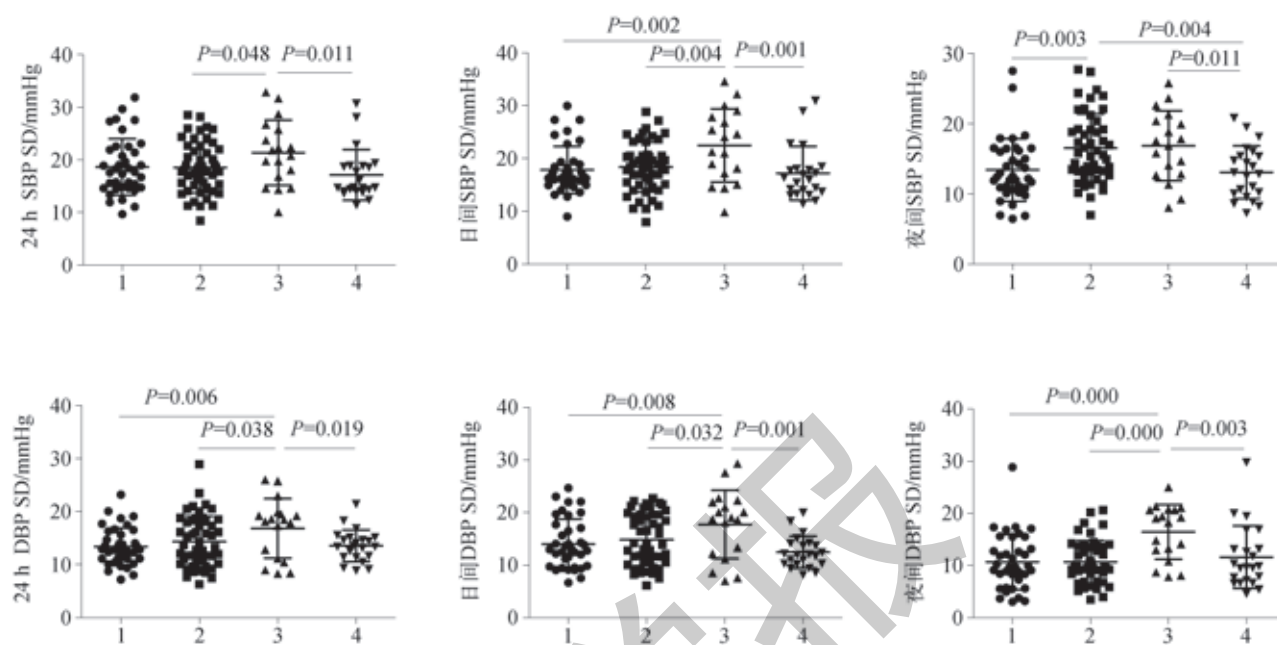 P=0.048 P=0.011
40
30
20
10
0
24 h SBP SD/mmHg
1 2 3 4
P=0.002
P=0.004 P=0.001
40
30
20
10
0
日间SBP SD/mmHg
1 2 3 4
P=0.003 P=0.004
P=0.011
30
20
10
0
夜间SBP SD/mmHg
1 2 3 4
P=0.006
P=0.038 P=0.019
40
30
20
10
0
24 h DBP SD/mmHg
1 2 3 4
P=0.008
P=0.032 P=0.001
40
30
20
10
0
日间DBP SD/mmHg
1 2 3 4
P=0.000
P=0.000 P=0.003
40
30
20
10
0
夜间DBP SD/mmHg
1 2 3 4
报